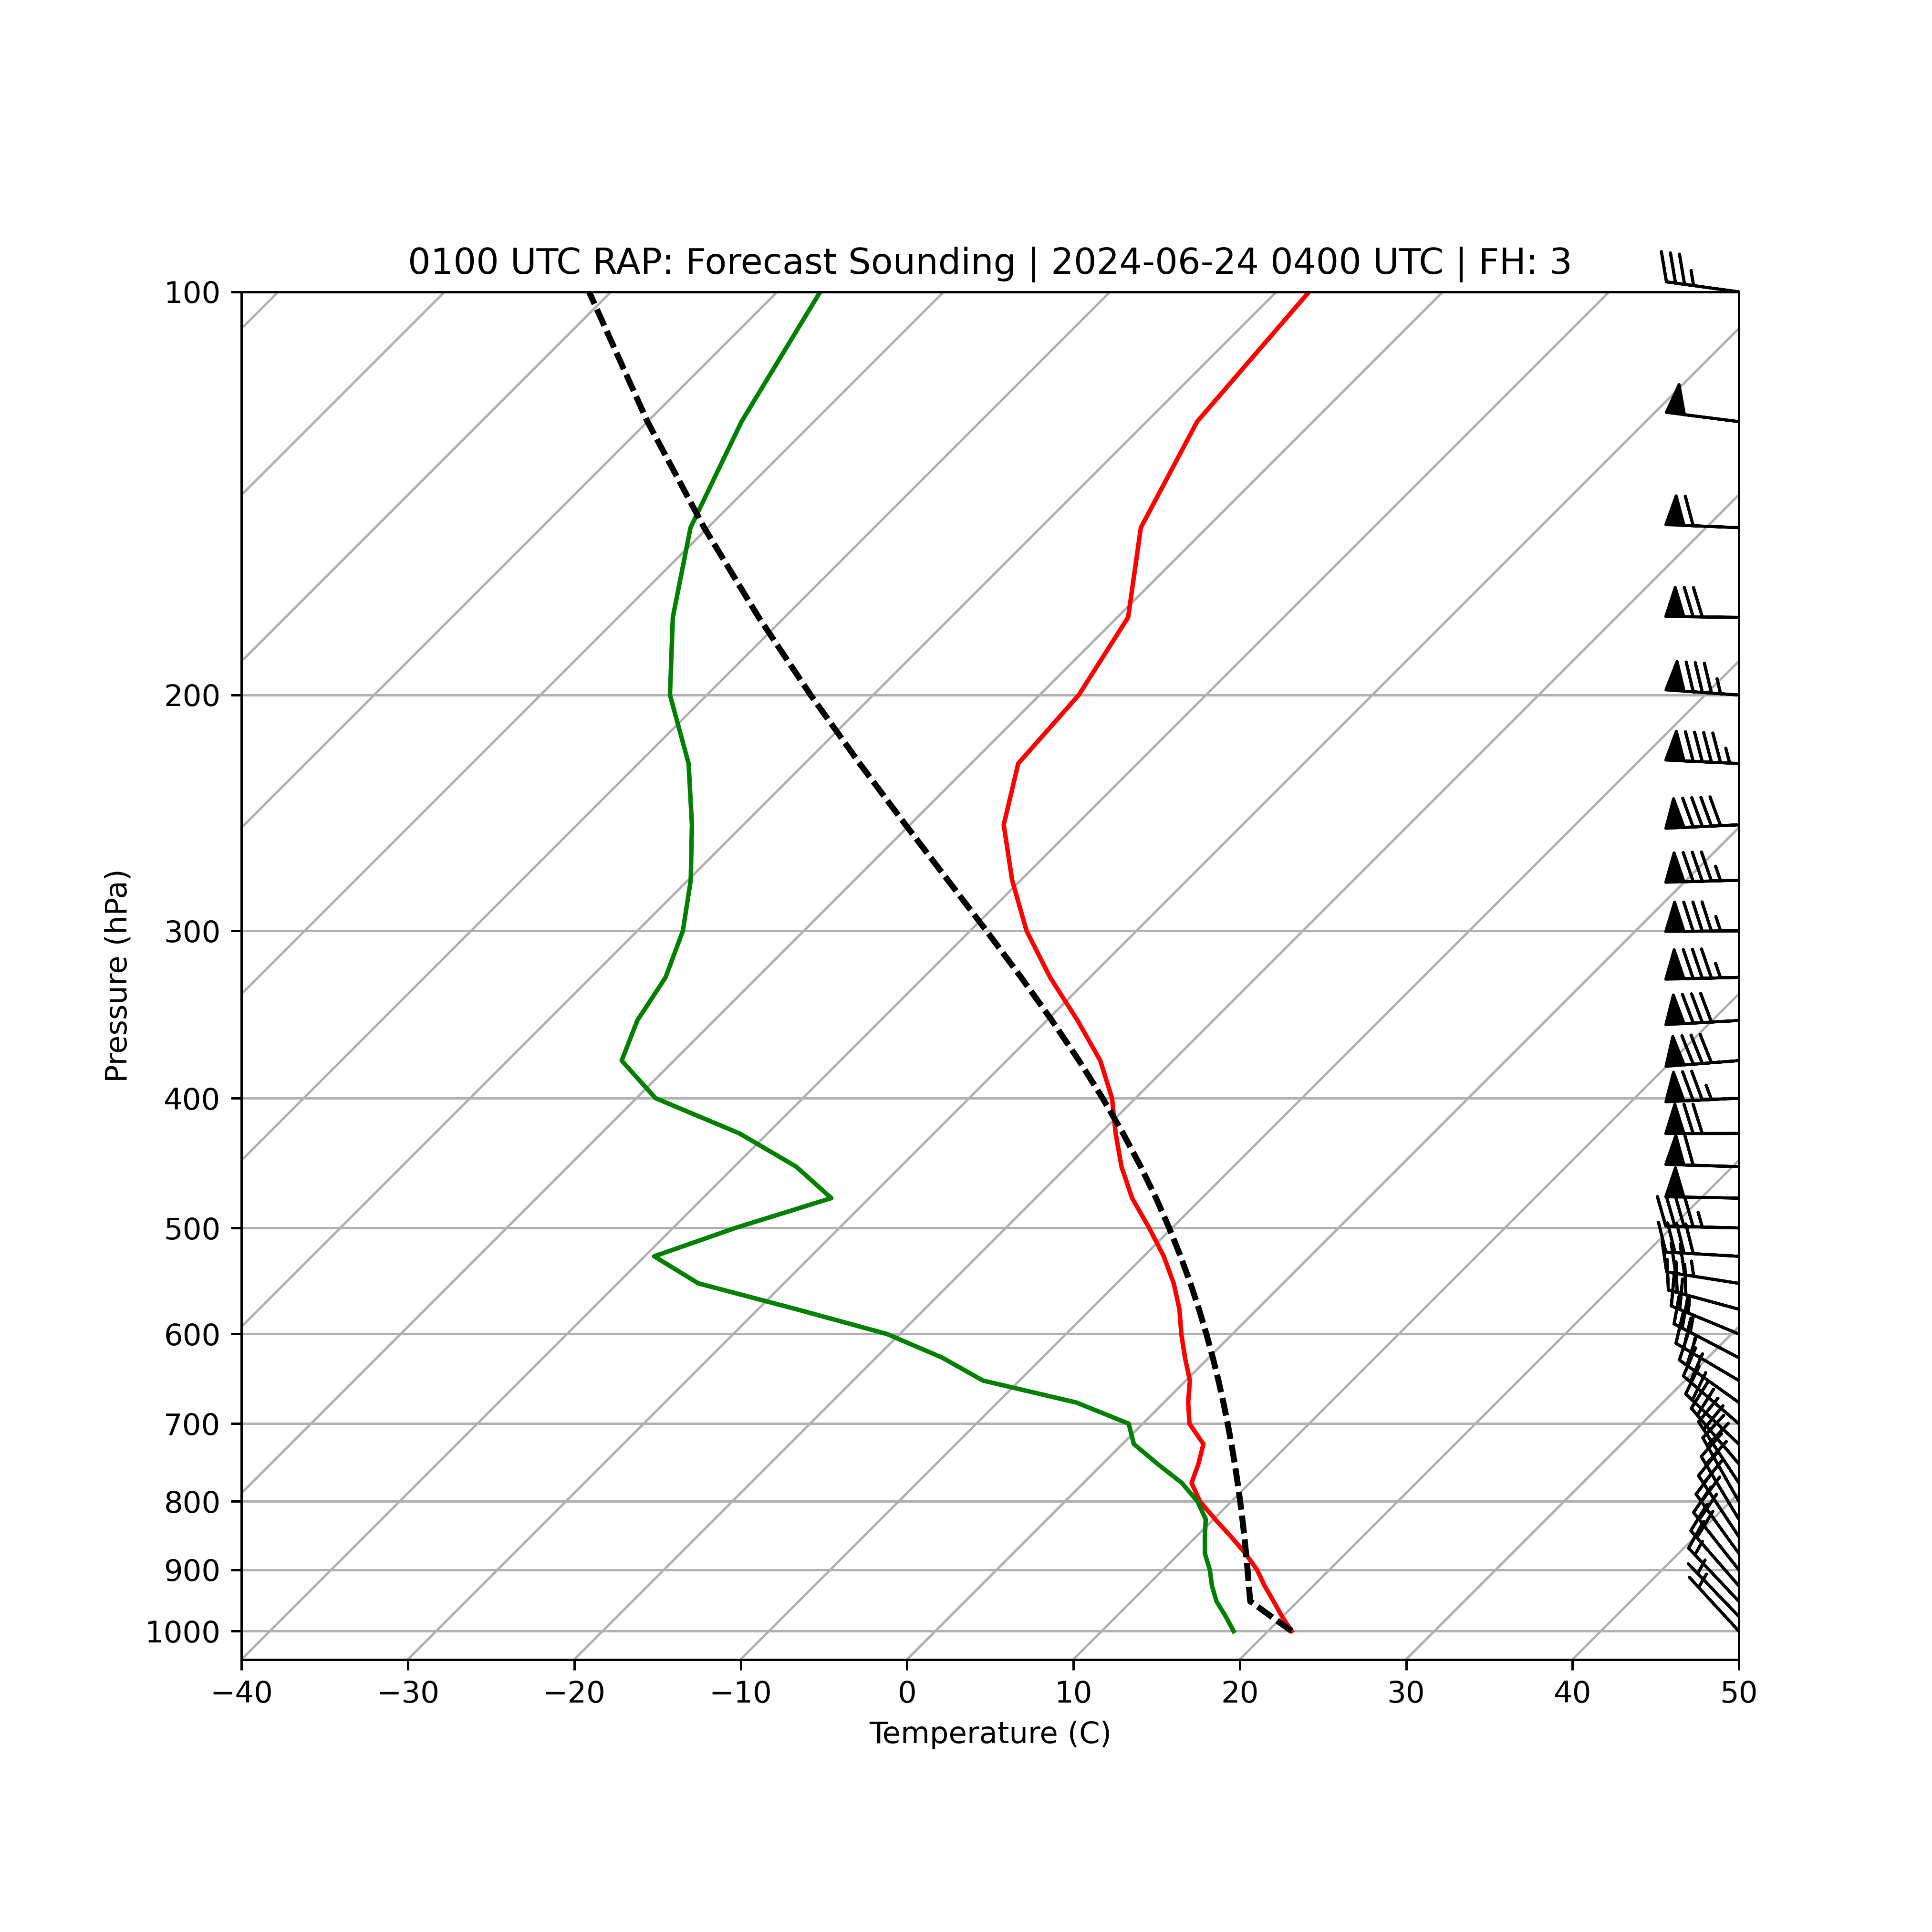 0100 UTC RAP: Forecast Sounding | 2024-06-24 0400 UTC | FH: 3
100
200
300
400
500
600
700
800
900
1000
Pressure (hPa)
−40 −30 −20 −10 0 10 20 30 40 50
Temperature (C)